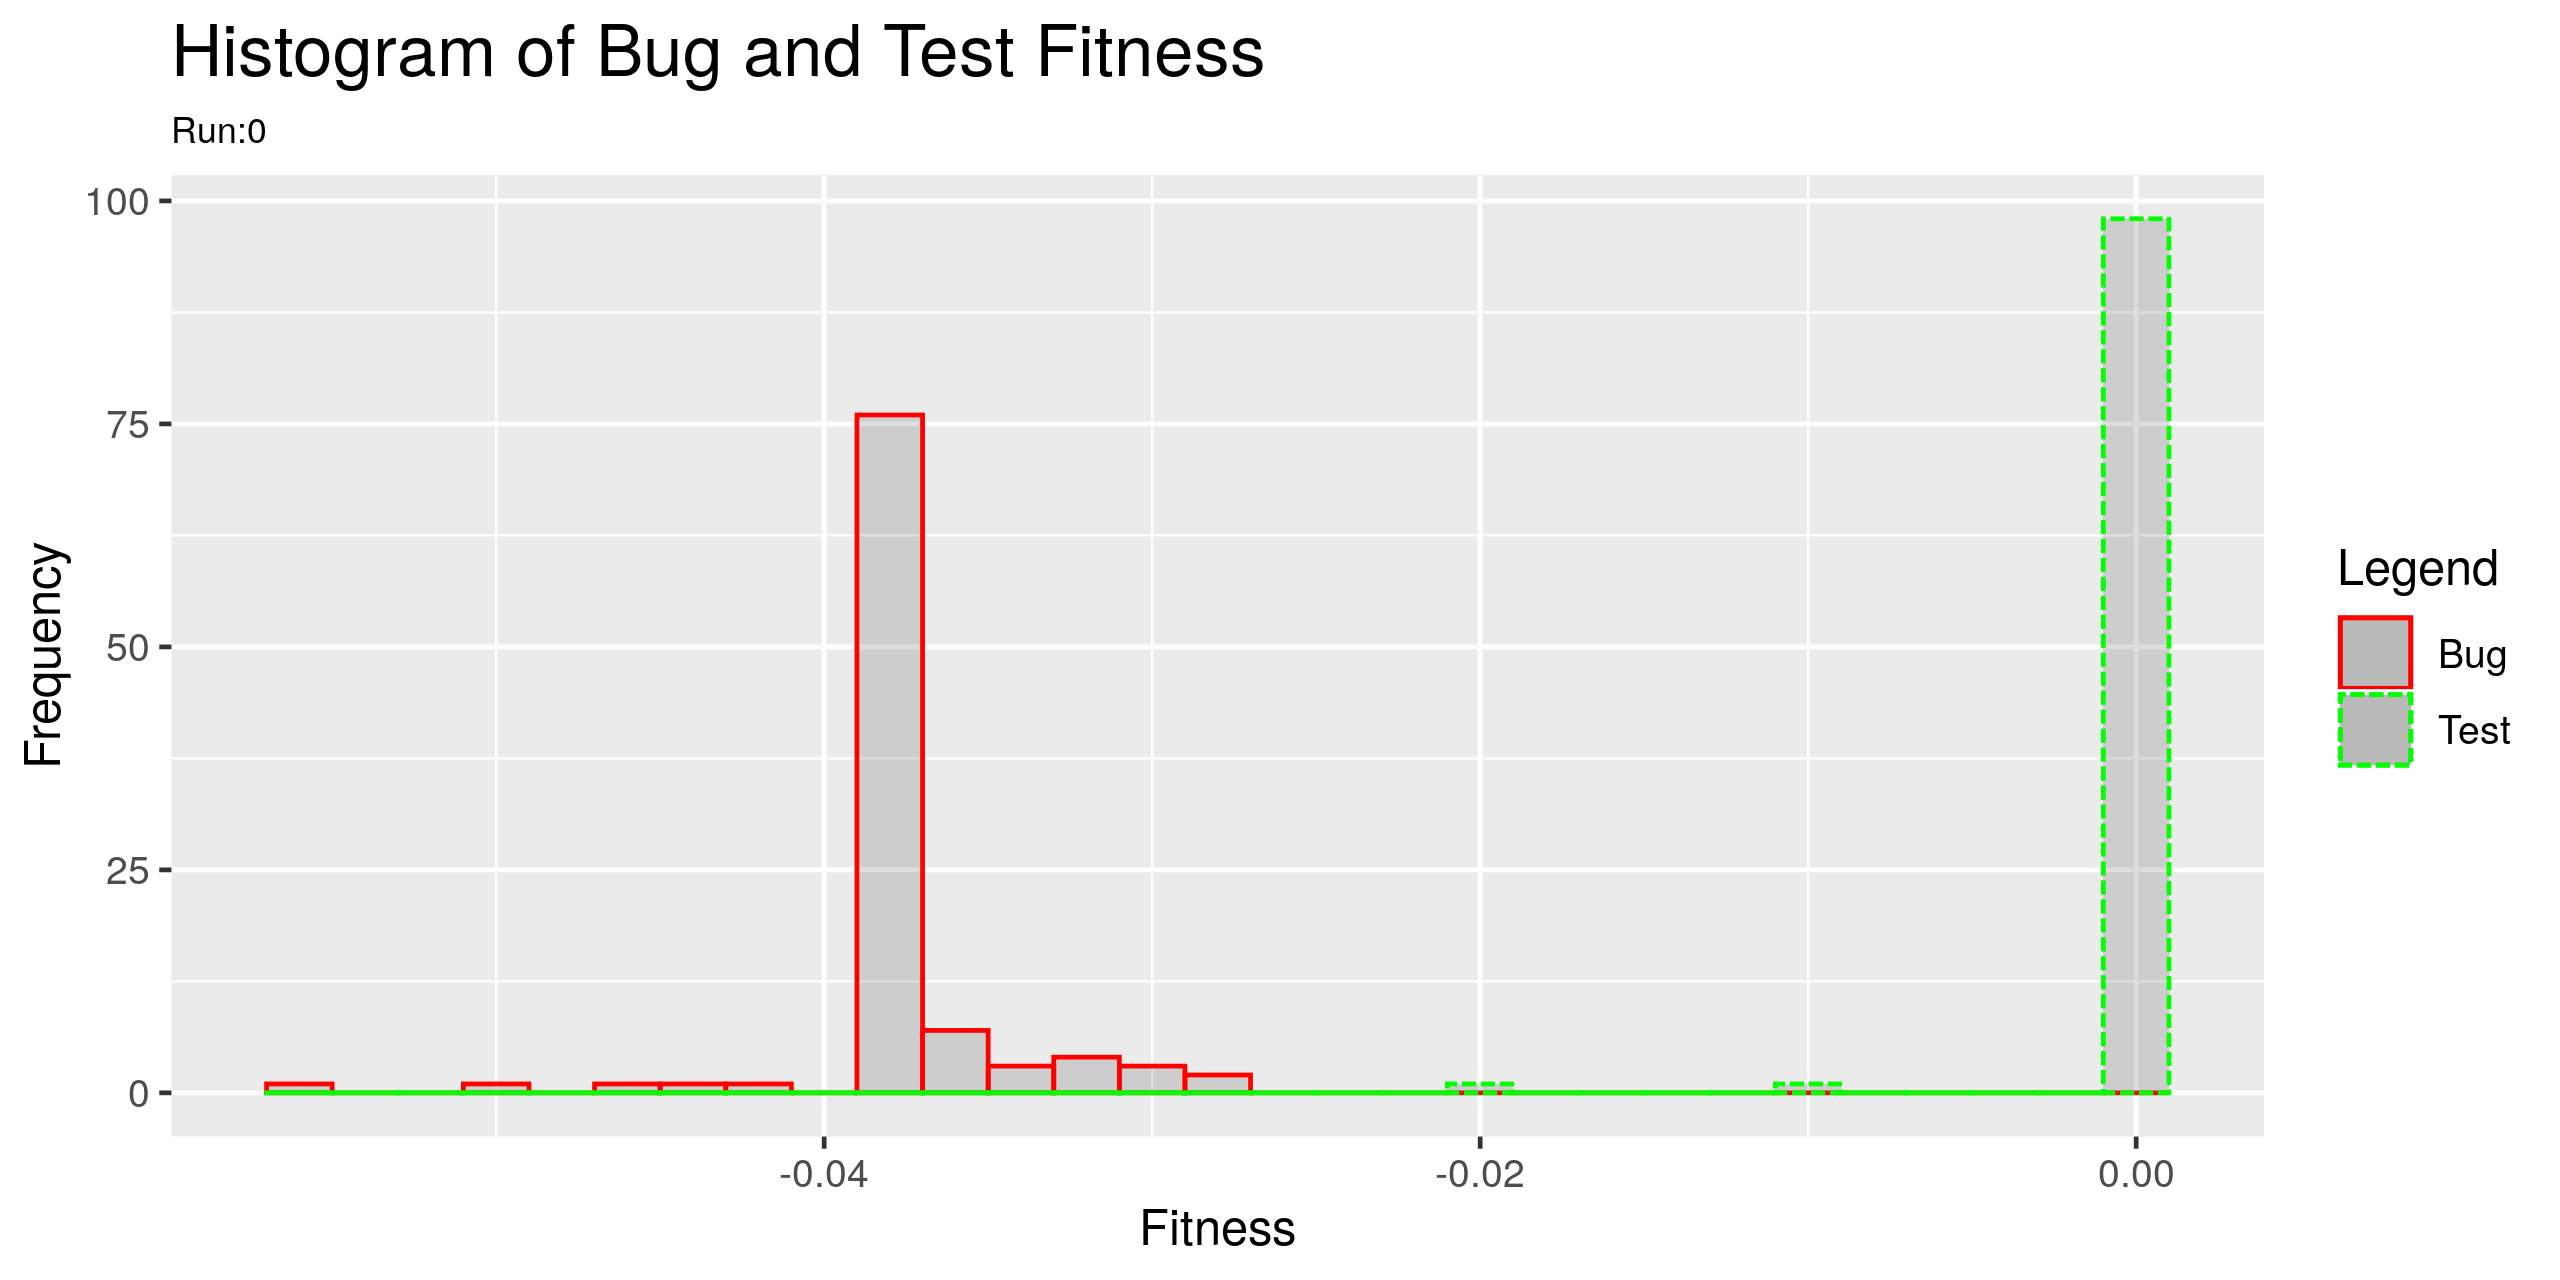 Histogram of Bug and Test Fitness
Run:0
100
75
50
25
0
Frequency
-0.04
-0.02
0.00
Fitness
Legend
Bug
Test